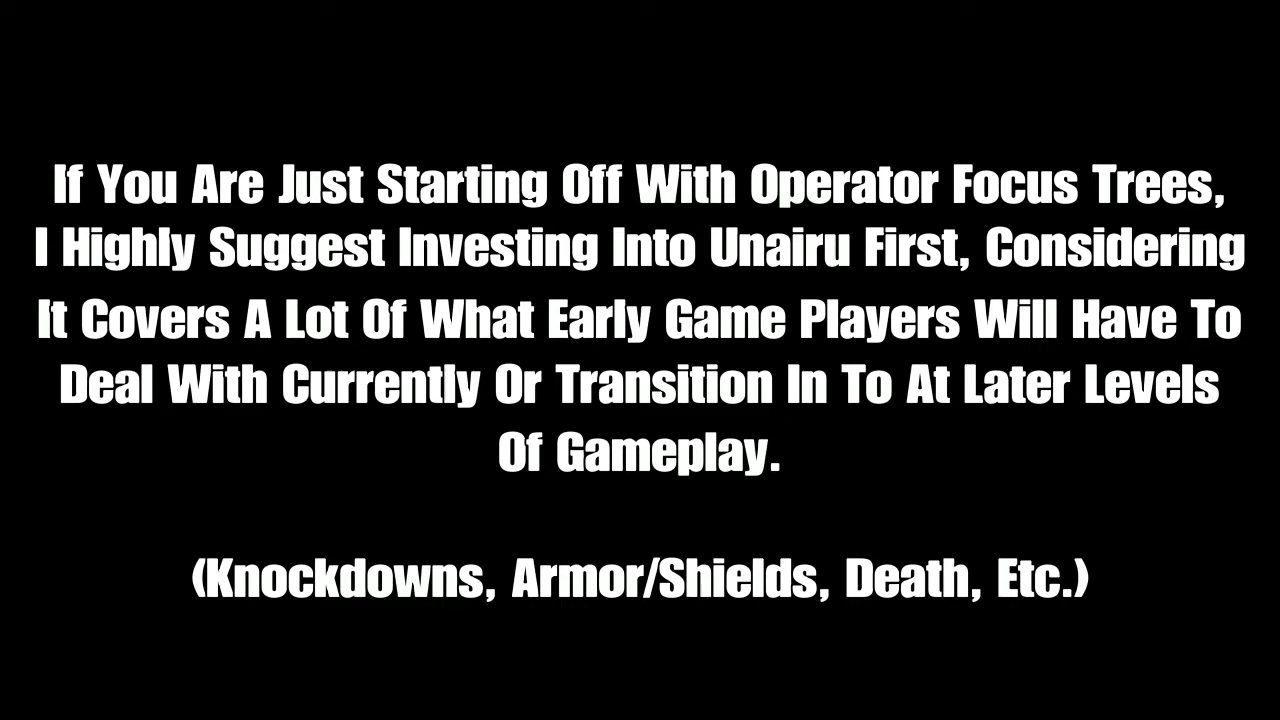 If You Are Just Starting Off With Operator Focus Trees,
I Highly Suggest Investing Into Unairu First, Considering
It Covers A Lot Of What Early Game Players Will Have To
Deal With Currently Or Transition In To At Later Levels
Of Gameplay.
(Knockdowns, Armor/Shields, Death, Etc.)